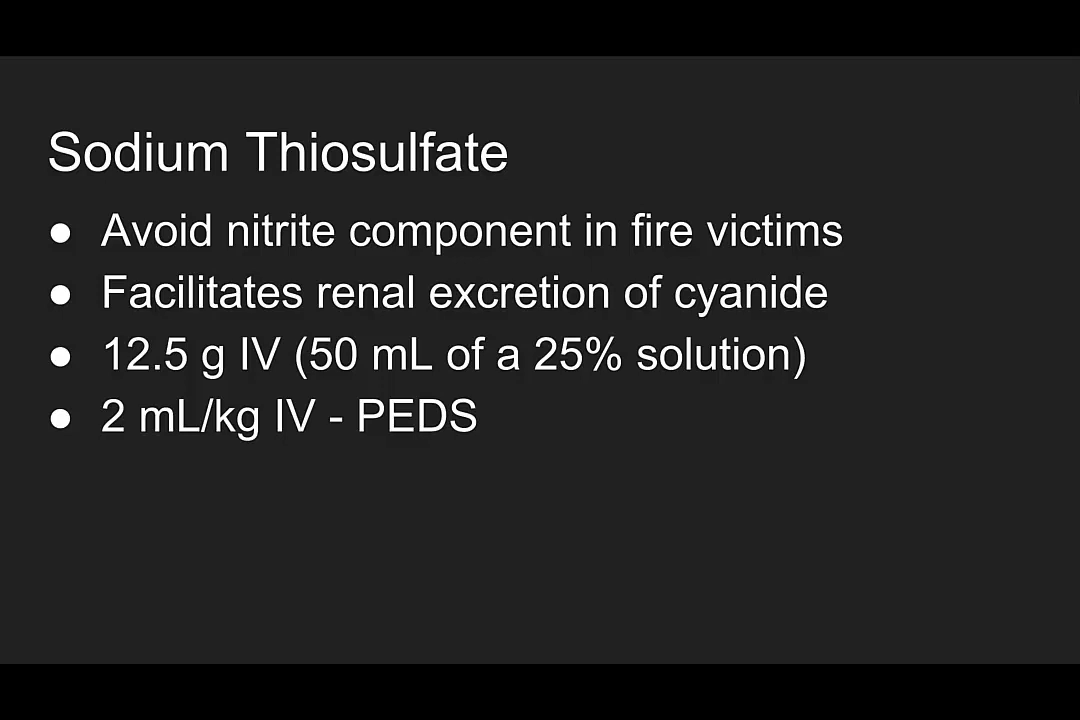 Sodium Thiosulfate
● Avoid nitrite component in fire victims
● Facilitates renal excretion of cyanide
● 12.5 g IV (50 mL of a 25% solution)
● 2 mL/kg IV - PEDS